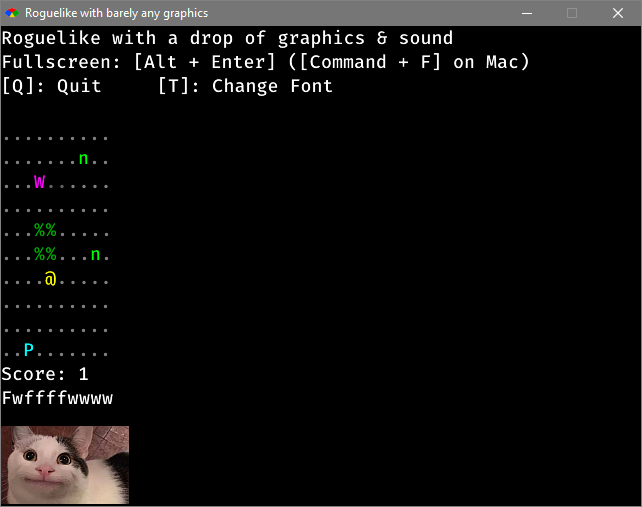 Roguelike with barely any graphics
Roguelike with a drop of graphics & sound
Fullscreen: [Alt + Enter] ([Command + F] on Mac)
[Q]: Quit     [T]: Change Font
..........
.......n..
...W......
..........
...%%.....
...%%...n.
....@.....
..........
..........
..P.......
Score: 1
Fwffffwwww